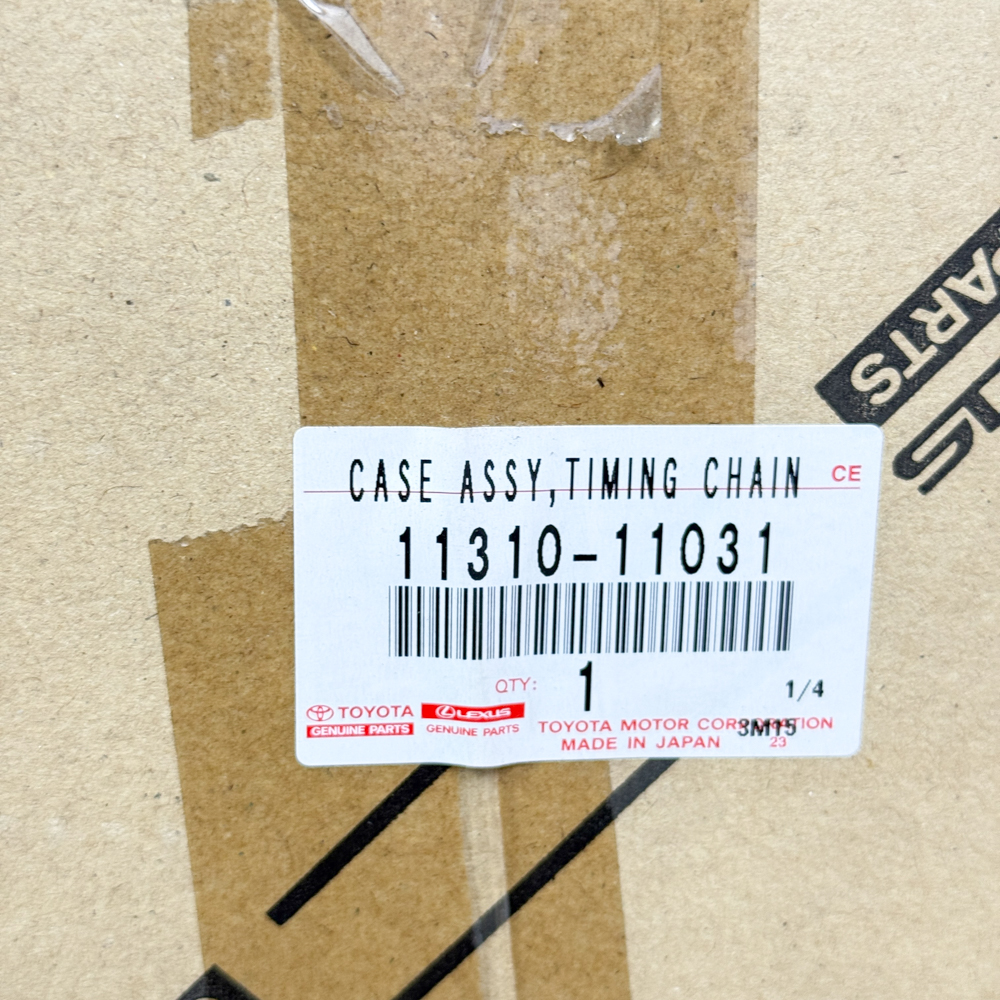 PARTS
CASE ASSY,TIMING CHAIN CE
11310-11031
QTY: 1
1/4
TOYOTA
GENUINE PARTS
LEXUS
GENUINE PARTS
TOYOTA MOTOR CORPORATION
MADE IN JAPAN
3M15
23